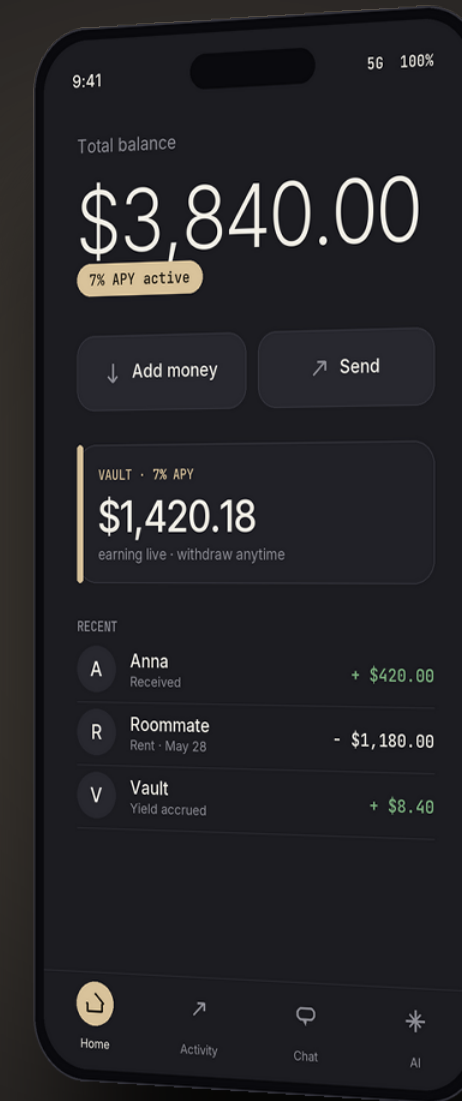 9:41
5G 100%
Total balance
$3,840.00
7% APY active
↓ Add money
↗ Send
VAULT · 7% APY
$1,420.18
earning live · withdraw anytime
RECENT
A
Anna
Received
+ $420.00
R
Roommate
Rent · May 28
- $1,180.00
V
Vault
Yield accrued
+ $8.40
Home
Activity
Chat
AI